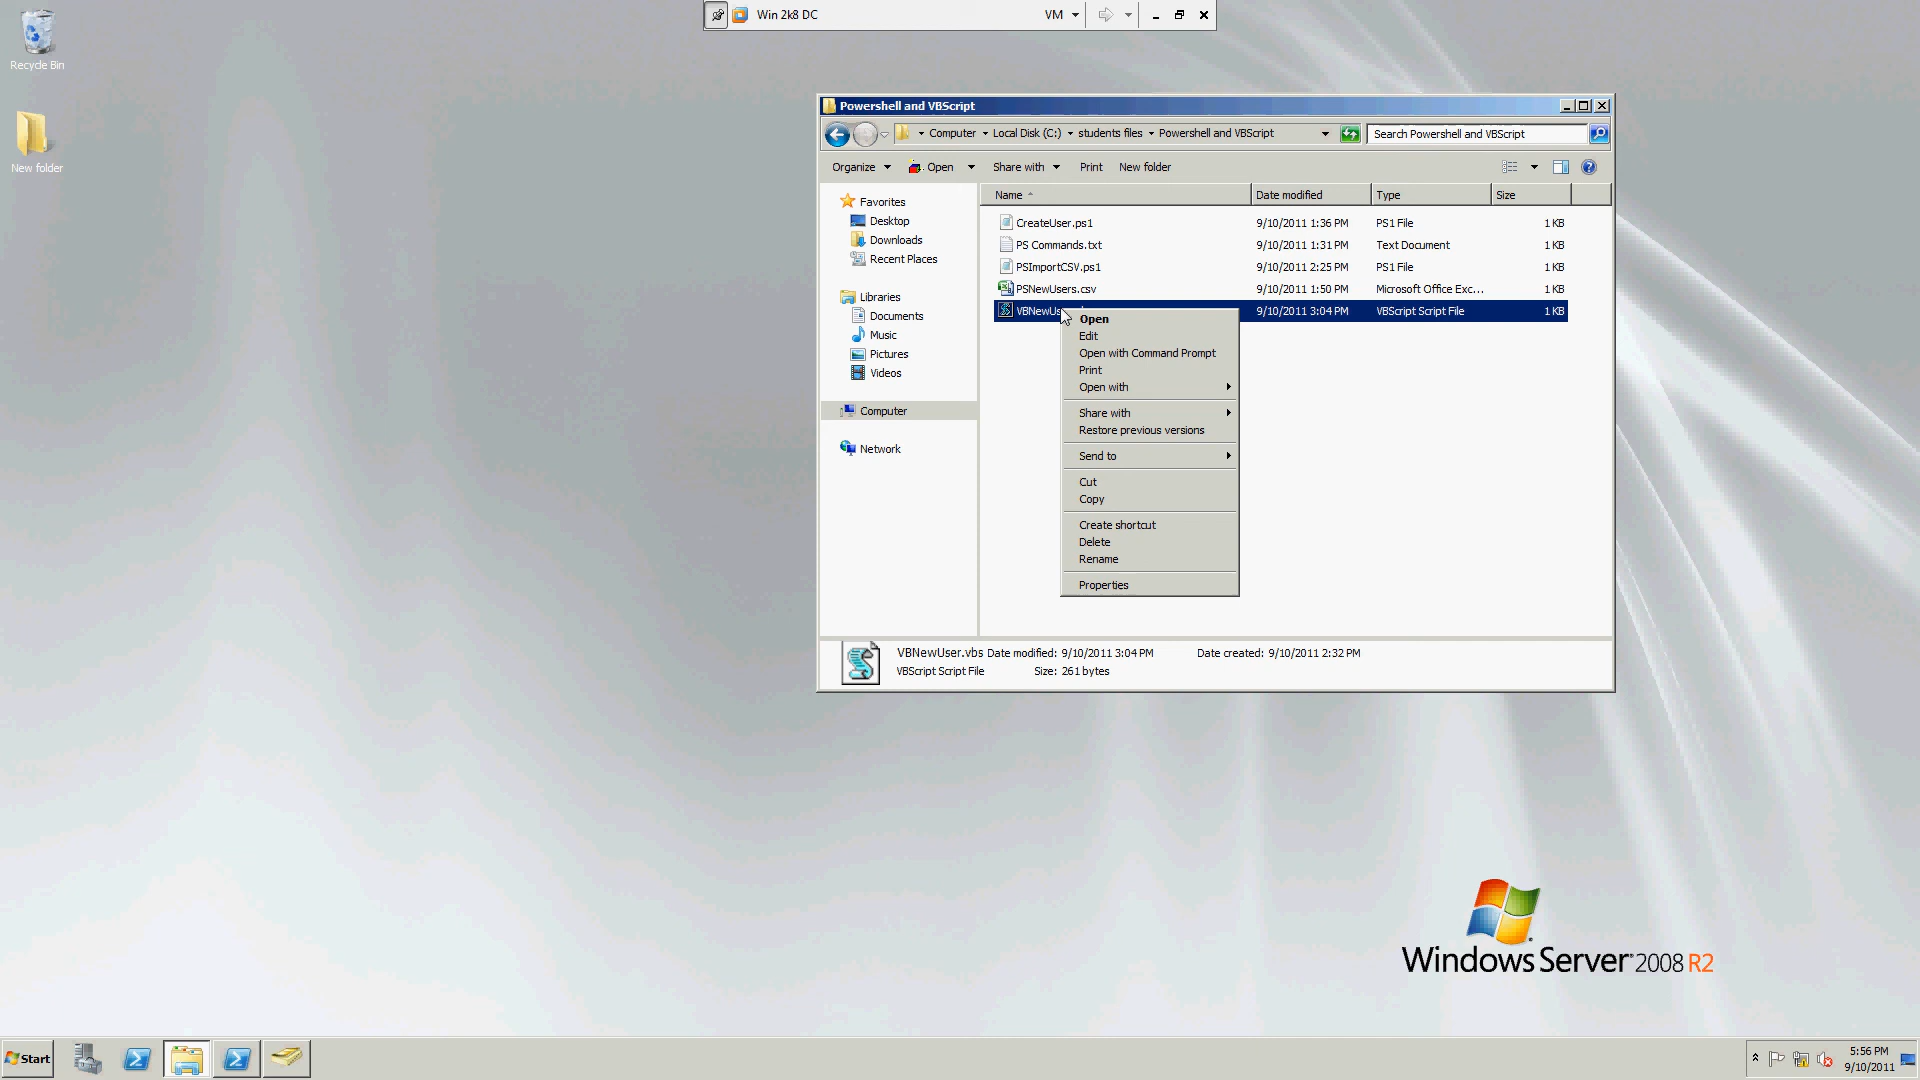 Win 2k8 DC
VM
Recycle Bin
New folder
Powershell and VBScript
Computer
Local Disk (C:)
students files
Powershell and VBScript
Search Powershell and VBScript
Organize
Open
Share with
Print
New folder
Name
Date modified
Type
Size
Favorites
Desktop
Downloads
Recent Places
Libraries
Documents
Music
Pictures
Videos
Computer
Network
CreateUser.ps1 9/10/2011 1:36 PM PS1 File 1 KB
PS Commands.txt 9/10/2011 1:31 PM Text Document 1 KB
PSImportCSV.ps1 9/10/2011 2:25 PM PS1 File 1 KB
PSNewUsers.csv 9/10/2011 1:50 PM Microsoft Office Exc... 1 KB
VBNewUs 9/10/2011 3:04 PM VBScript Script File 1 KB
Open
Edit
Open with Command Prompt
Print
Open with
Share with
Restore previous versions
Send to
Cut
Copy
Create shortcut
Delete
Rename
Properties
VBNewUser.vbs Date modified: 9/10/2011 3:04 PM Date created: 9/10/2011 2:32 PM
VBScript Script File Size: 261 bytes
Windows Server 2008 R2
Start
5:56 PM
9/10/2011